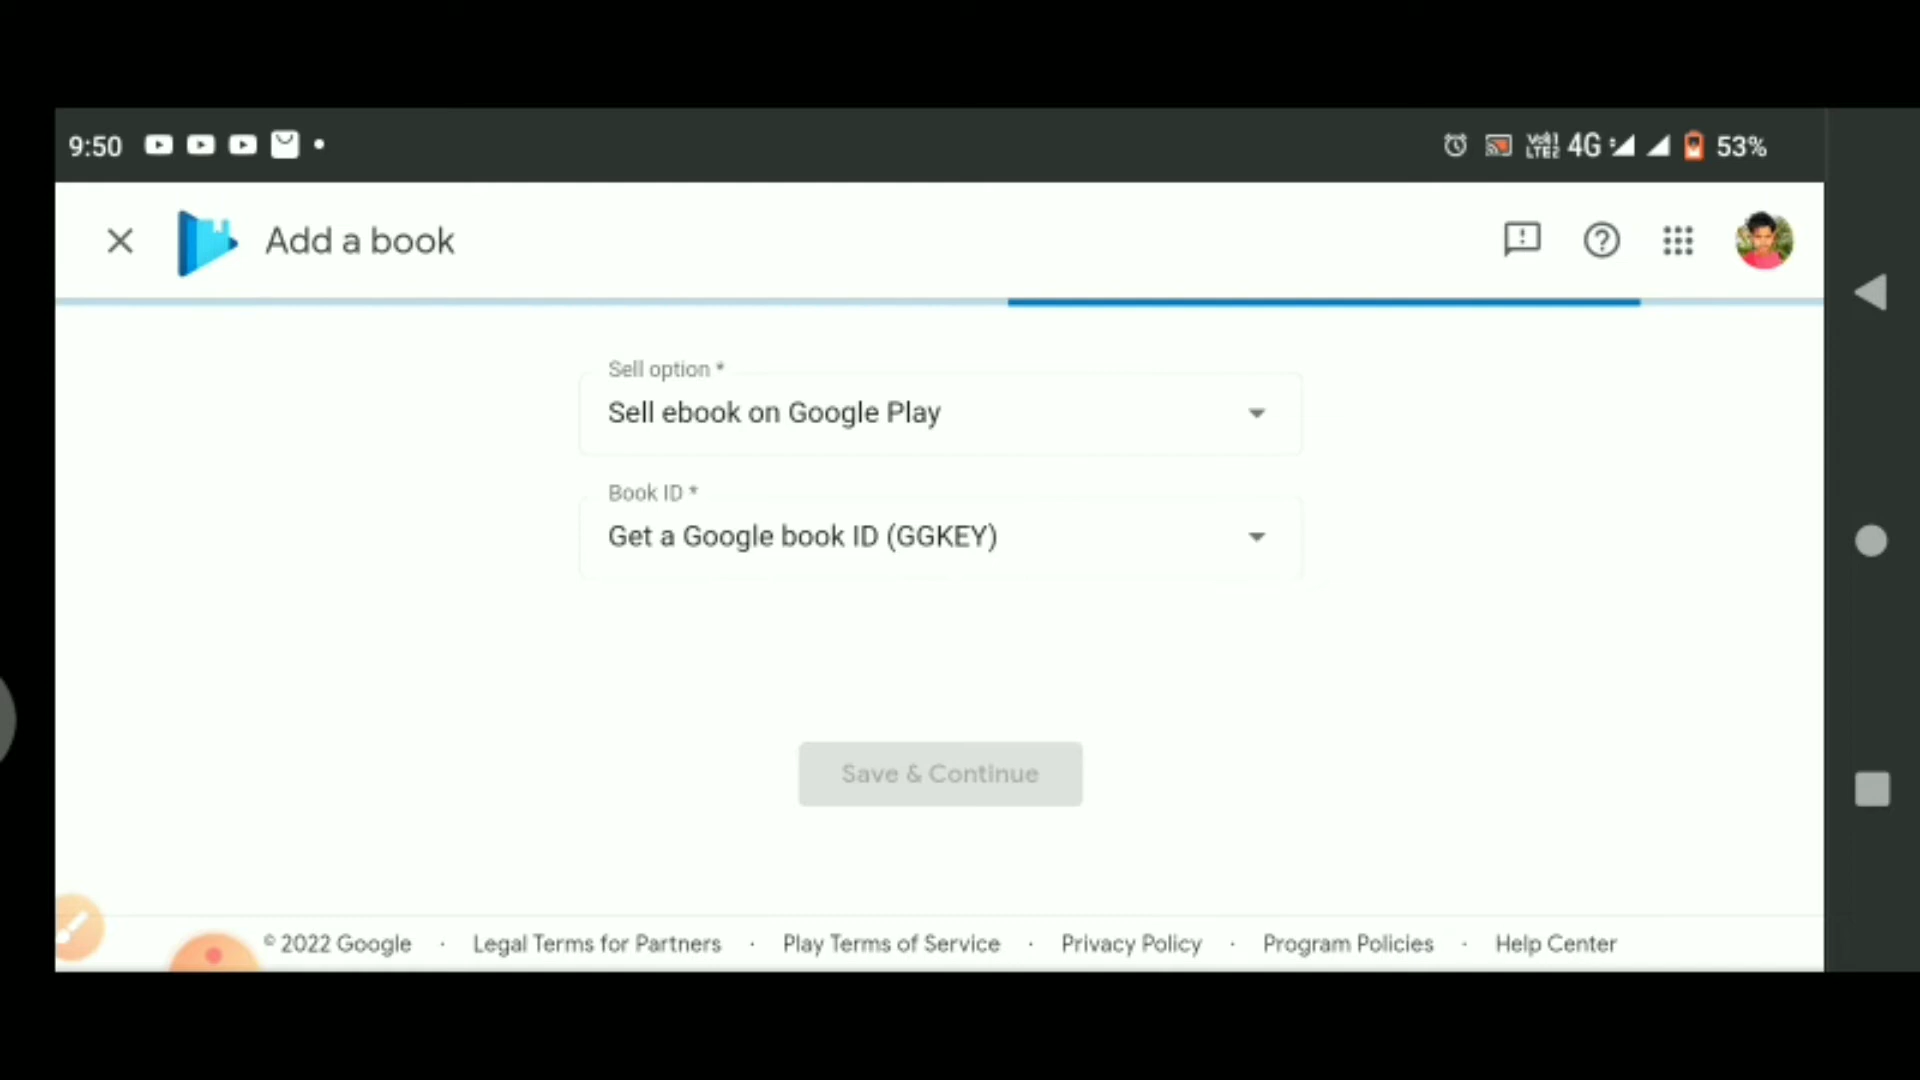 9:50
4G 53%
Add a book
Sell option *
Sell ebook on Google Play
Book ID *
Get a Google book ID (GGKEY)
Save & Continue
© 2022 Google · Legal Terms for Partners · Play Terms of Service · Privacy Policy · Program Policies · Help Center